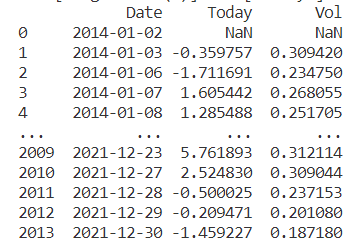 Date Today Vol
0 2014-01-02 NaN NaN
1 2014-01-03 -0.359757 0.309420
2 2014-01-06 -1.711691 0.234750
3 2014-01-07 1.605442 0.268055
4 2014-01-08 1.285488 0.251705
... ... ... ...
2009 2021-12-23 5.761893 0.312114
2010 2021-12-27 2.524830 0.309044
2011 2021-12-28 -0.500025 0.237153
2012 2021-12-29 -0.209471 0.201080
2013 2021-12-30 -1.459227 0.187180